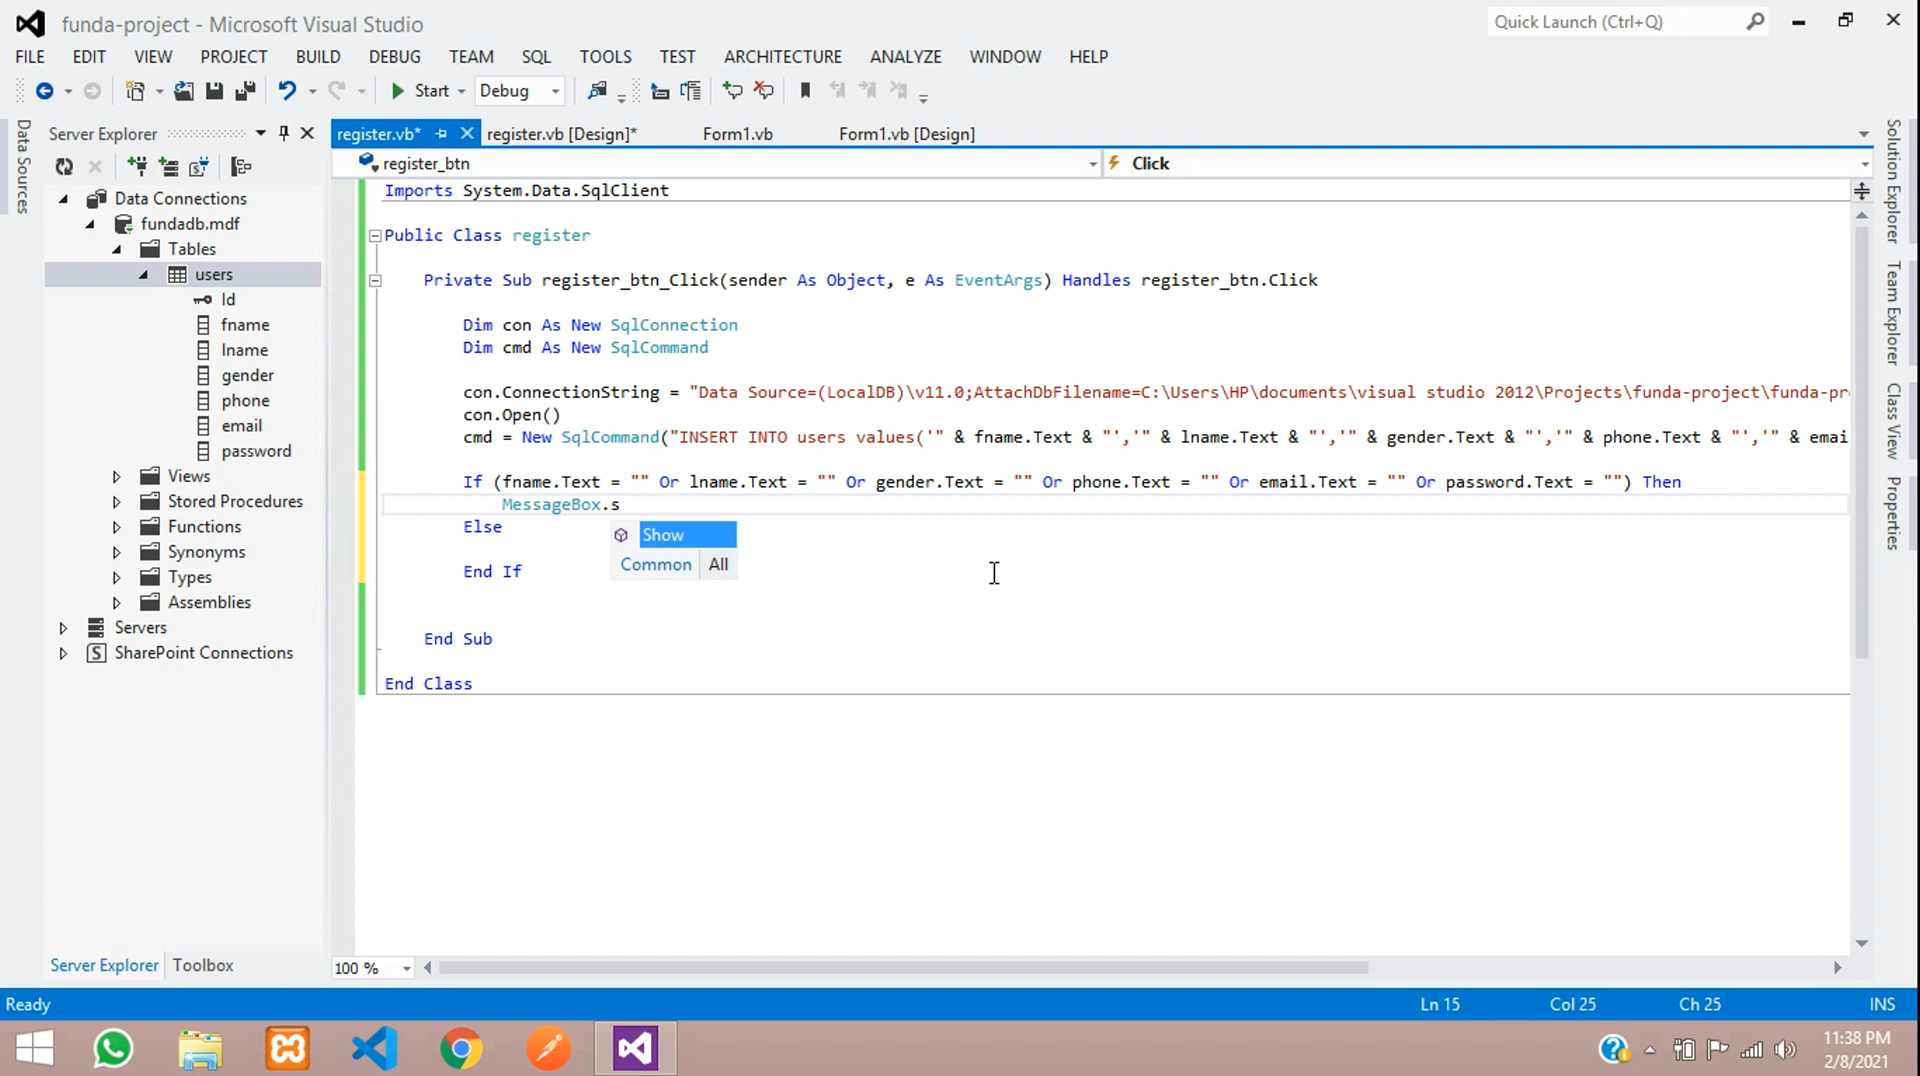 funda-project - Microsoft Visual Studio
Quick Launch (Ctrl+Q)
FILE EDIT VIEW PROJECT BUILD DEBUG TEAM SQL TOOLS TEST ARCHITECTURE ANALYZE WINDOW HELP
Start Debug
Data Sources
Server Explorer
register.vb* register.vb [Design]* Form1.vb Form1.vb [Design]
register_btn Click
Data Connections
fundadb.mdf
Tables
users
Id
fname
lname
gender
phone
email
password
Views
Stored Procedures
Functions
Synonyms
Types
Assemblies
Servers
SharePoint Connections
Server Explorer Toolbox
Imports System.Data.SqlClient
Public Class register
Private Sub register_btn_Click(sender As Object, e As EventArgs) Handles register_btn.Click
Dim con As New SqlConnection
Dim cmd As New SqlCommand
con.ConnectionString = "Data Source=(LocalDB)\v11.0;AttachDbFilename=C:\Users\HP\documents\visual studio 2012\Projects\funda-project\funda-pr
con.Open()
cmd = New SqlCommand("INSERT INTO users values('" & fname.Text & "','" & lname.Text & "','" & gender.Text & "','" & phone.Text & "','" & emai
If (fname.Text = "" Or lname.Text = "" Or gender.Text = "" Or phone.Text = "" Or email.Text = "" Or password.Text = "") Then
MessageBox.s
Else
Show
Common All
End If
End Sub
End Class
100 %
Solution Explorer
Team Explorer
Class View
Properties
Ready Ln 15 Col 25 Ch 25 INS
11:38 PM
2/8/2021